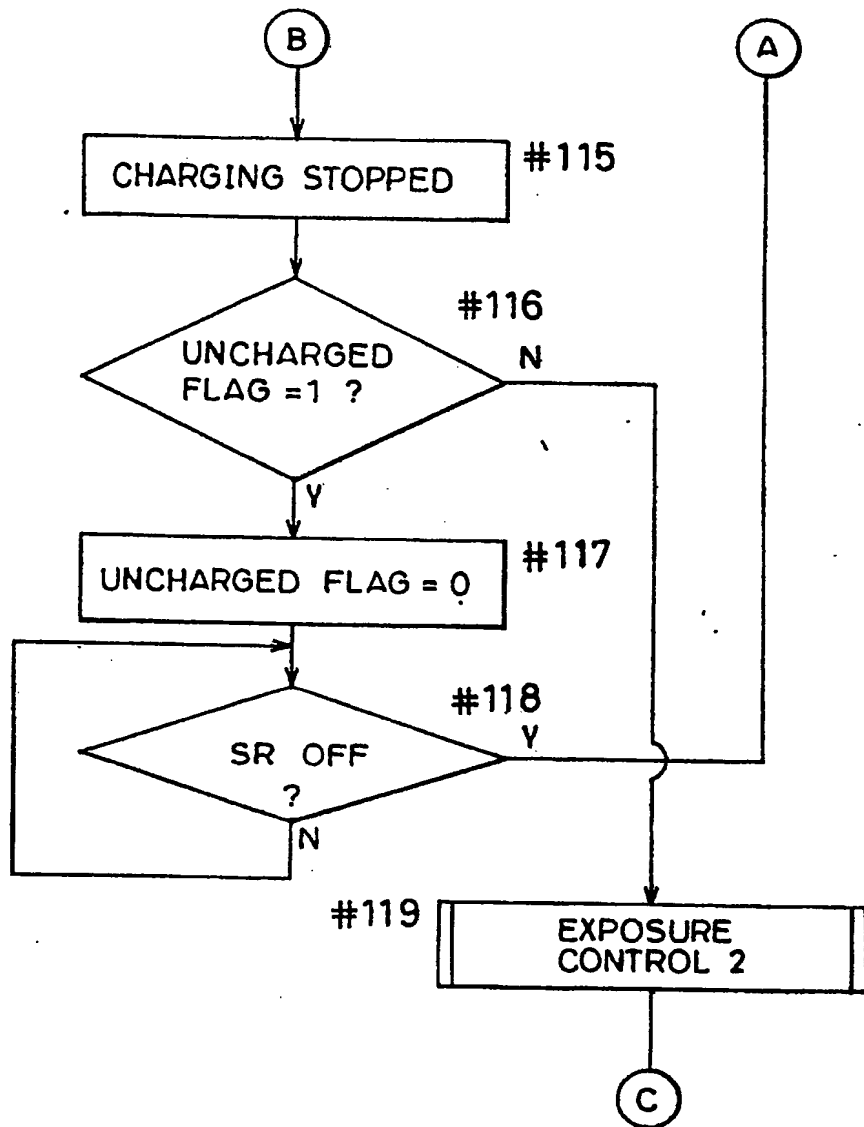 B
A
CHARGING STOPPED
#115
#116
UNCHARGED
FLAG =1 ?
N
Y
UNCHARGED FLAG = 0
#117
#118
Y
SR OFF
?
N
#119
EXPOSURE
CONTROL 2
C